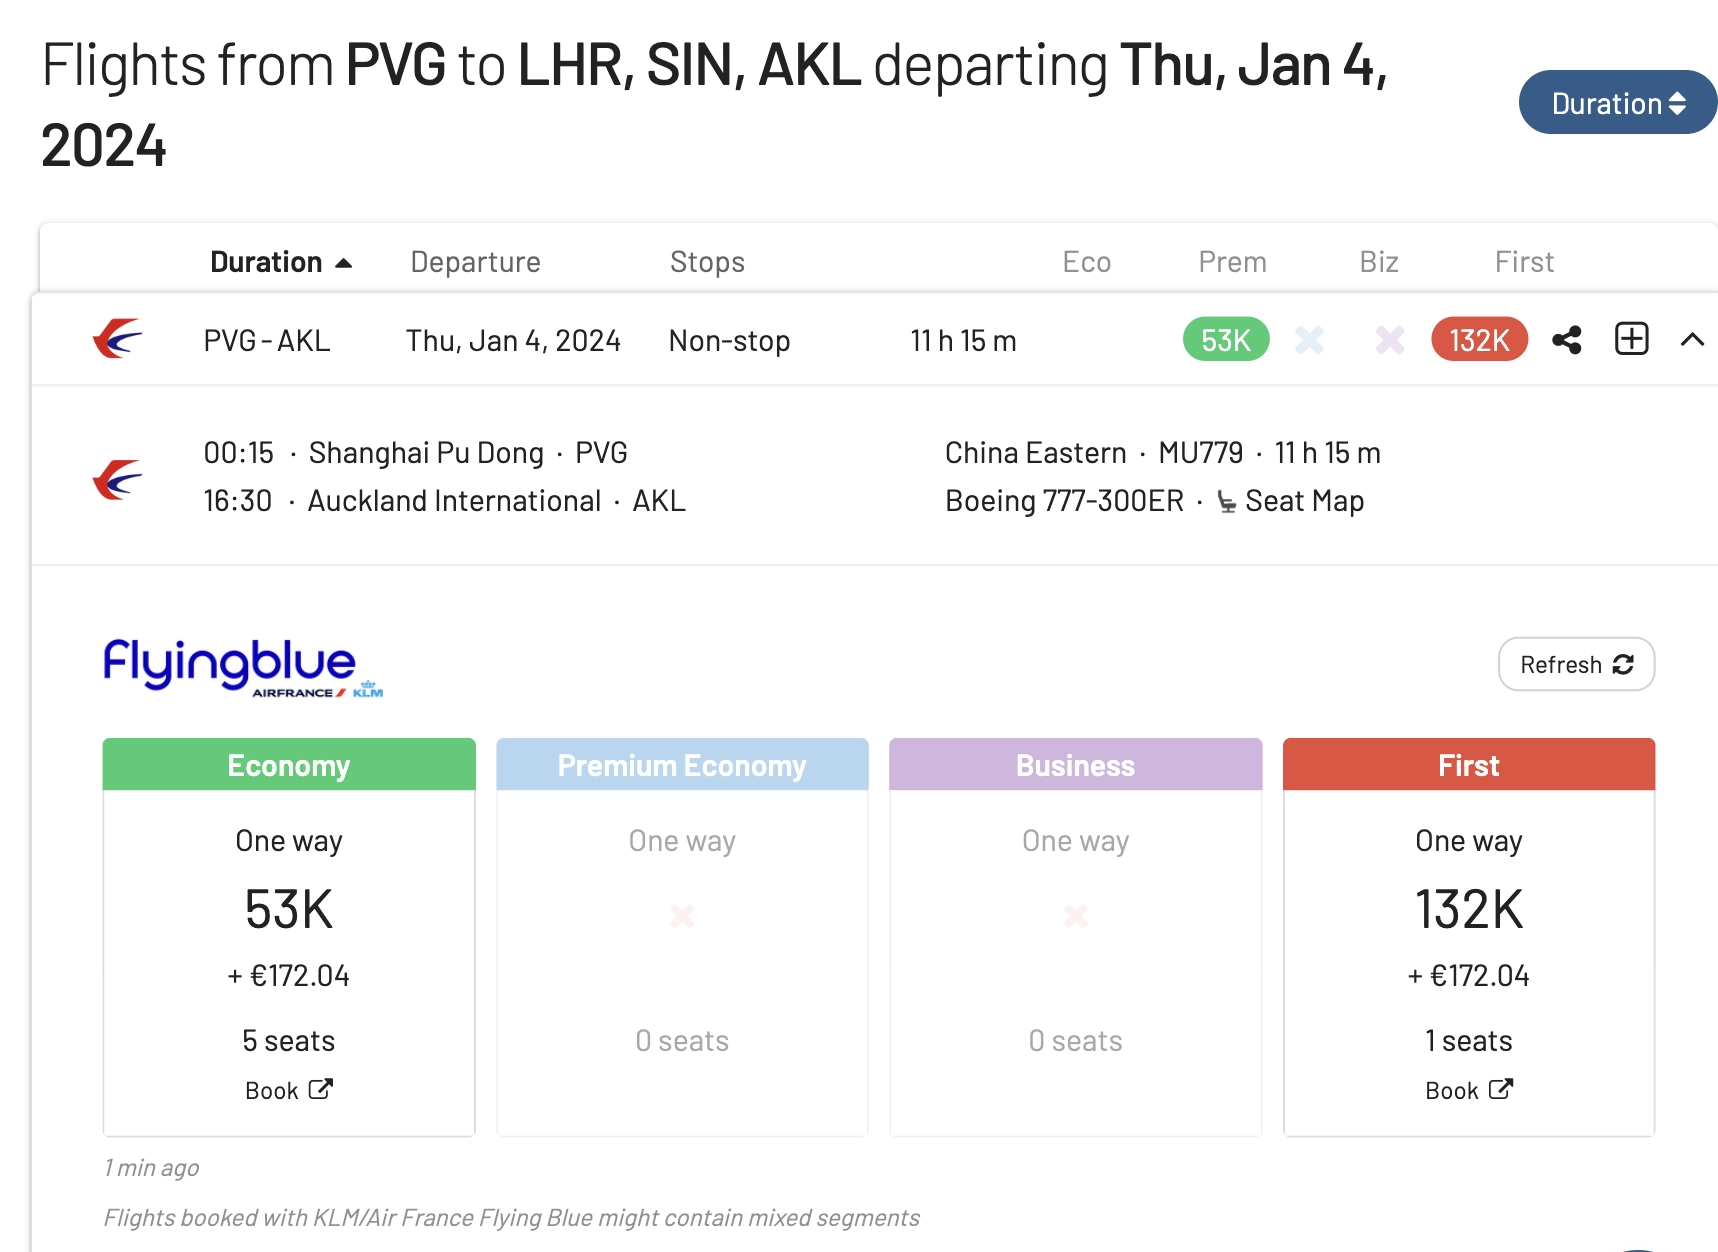 Flights from PVG to LHR, SIN, AKL departing Thu, Jan 4,
2024
Duration
Duration Departure Stops Eco Prem Biz First
PVG - AKL Thu, Jan 4, 2024 Non-stop 11 h 15 m 53K 132K
00:15 · Shanghai Pu Dong · PVG
16:30 · Auckland International · AKL
China Eastern · MU779 · 11 h 15 m
Boeing 777-300ER · Seat Map
Flyingblue
AIRFRANCE KLM
Refresh
Economy
One way
53K
+ €172.04
5 seats
Book
Premium Economy
One way
0 seats
Business
One way
0 seats
First
One way
132K
+ €172.04
1 seats
Book
1 min ago
Flights booked with KLM/Air France Flying Blue might contain mixed segments